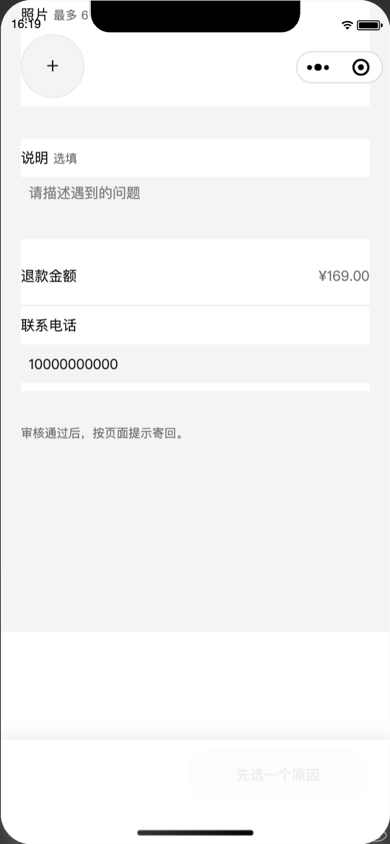 照片 最多 6
16:19
+
说明 选填
请描述遇到的问题
退款金额 ¥169.00
联系电话
10000000000
审核通过后，按页面提示寄回。
先选一个原因